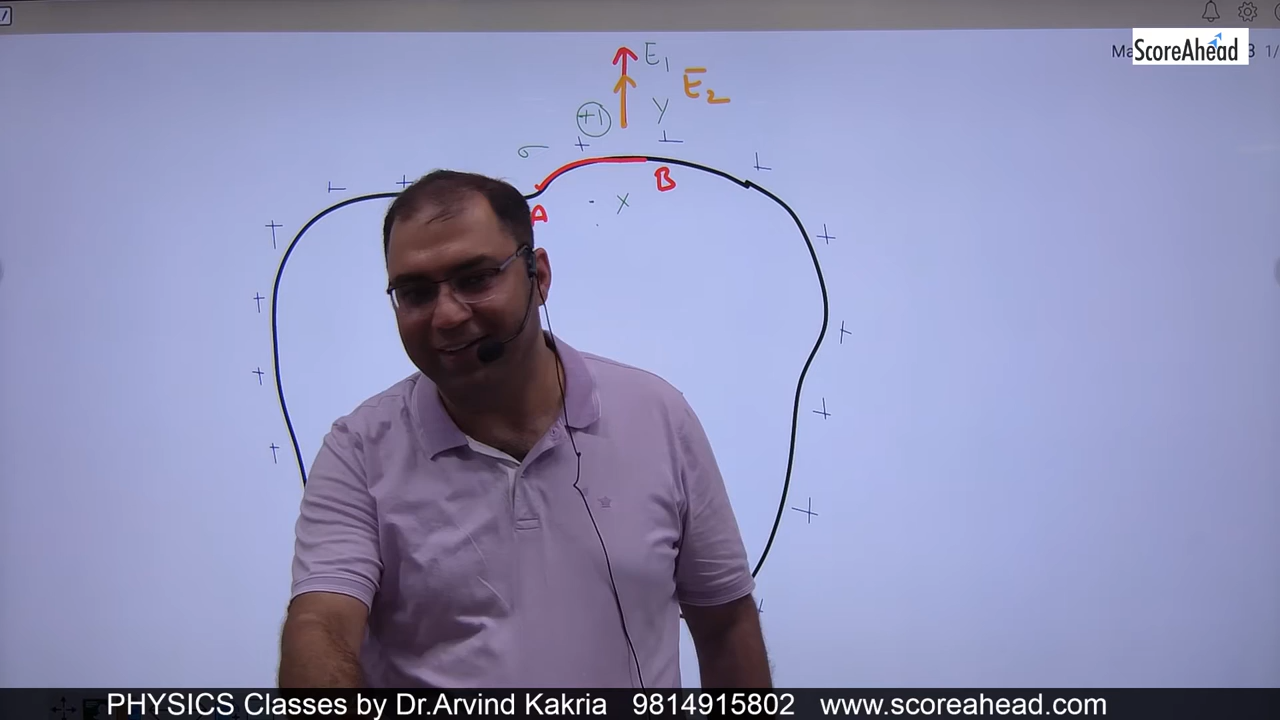 ScoreAhead
E₁
E₂
+1
y
σ
A
B
x
PHYSICS Classes by Dr.Arvind Kakria 9814915802 www.scoreahead.com